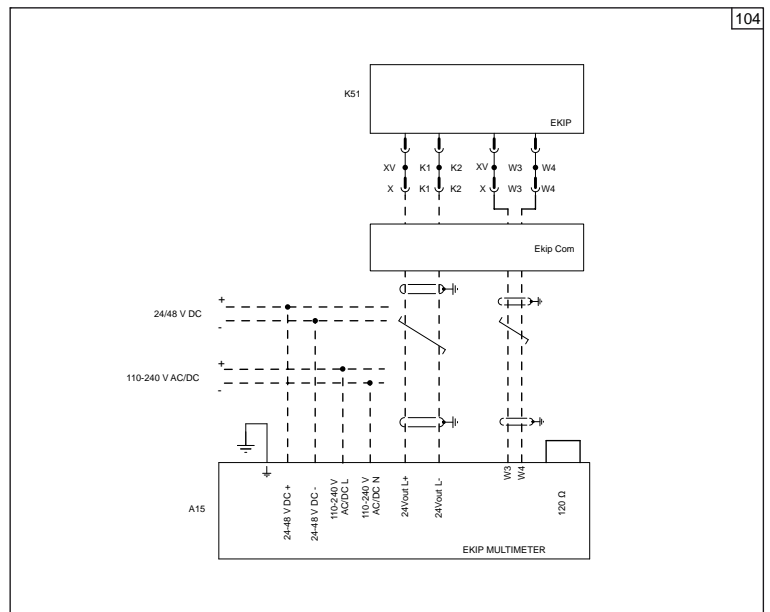 104
K51
EKIP
XV K1 K2 XV W3 W4
X K1 K2 X W3 W4
Ekip Com
+
24/48 V DC
-
+
110-240 V AC/DC
-
A15
24-48 V DC +
24-48 V DC -
110-240 V
AC/DC L
110-240 V
AC/DC N
24Vout L+
24Vout L-
W3
W4
120 Ω
EKIP MULTIMETER